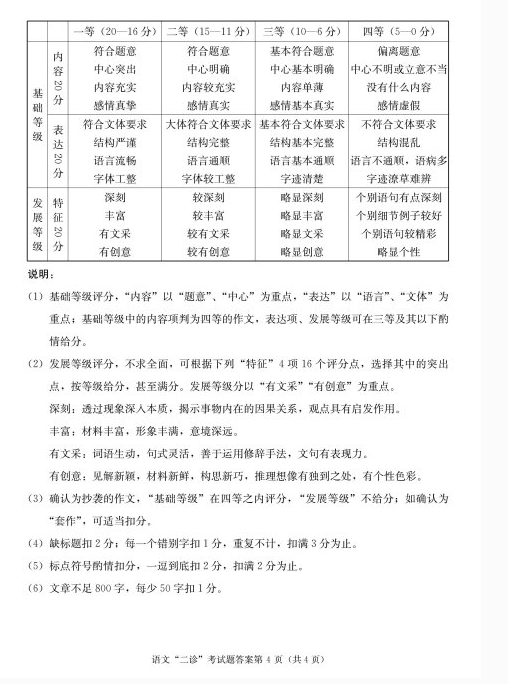 一等（20—16 分） 二等（15—11 分） 三等（10—6 分） 四等（5—0 分）
基础等级 内容20分 符合题意 符合题意 基本符合题意 偏离题意
中心突出 中心明确 中心基本明确 中心不明或立意不当
内容充实 内容较充实 内容单薄 没有什么内容
感情真挚 感情真实 感情基本真实 感情虚假
表达20分 符合文体要求 大体符合文体要求 基本符合文体要求 不符合文体要求
结构严谨 结构完整 结构基本完整 结构混乱
语言流畅 语言通顺 语言基本通顺 语言不通顺，语病多
字体工整 字体较工整 字迹清楚 字迹潦草难辨
发展等级 特征20分 深刻 较深刻 略显深刻 个别语句有点深刻
丰富 较丰富 略显丰富 个别细节例子较好
有文采 较有文采 略显文采 个别语句较精彩
有创意 较有创意 略显创意 略显个性
说明：
（1）基础等级评分，“内容”以“题意”、“中心”为重点，“表达”以“语言”、“文体”为
重点；基础等级中的内容项判为四等的作文，表达项、发展等级可在三等及其以下酌
情给分。
（2）发展等级评分，不求全面，可根据下列“特征”4 项 16 个评分点，选择其中的突出
点，按等级给分，甚至满分。发展等级分以“有文采”“有创意”为重点。
深刻：透过现象深入本质，揭示事物内在的因果关系，观点具有启发作用。
丰富：材料丰富，形象丰满，意境深远。
有文采：词语生动，句式灵活，善于运用修辞手法，文句有表现力。
有创意：见解新颖，材料新鲜，构思新巧，推理想像有独到之处，有个性色彩。
（3）确认为抄袭的作文，“基础等级”在四等之内评分，“发展等级”不给分；如确认为
“套作”，可适当扣分。
（4）缺标题扣 2 分；每一个错别字扣 1 分，重复不计，扣满 3 分为止。
（5）标点符号酌情扣分，一逗到底扣 2 分，扣满 2 分为止。
（6）文章不足 800 字，每少 50 字扣 1 分。
语文“二诊”考试题答案第 4 页（共 4 页）